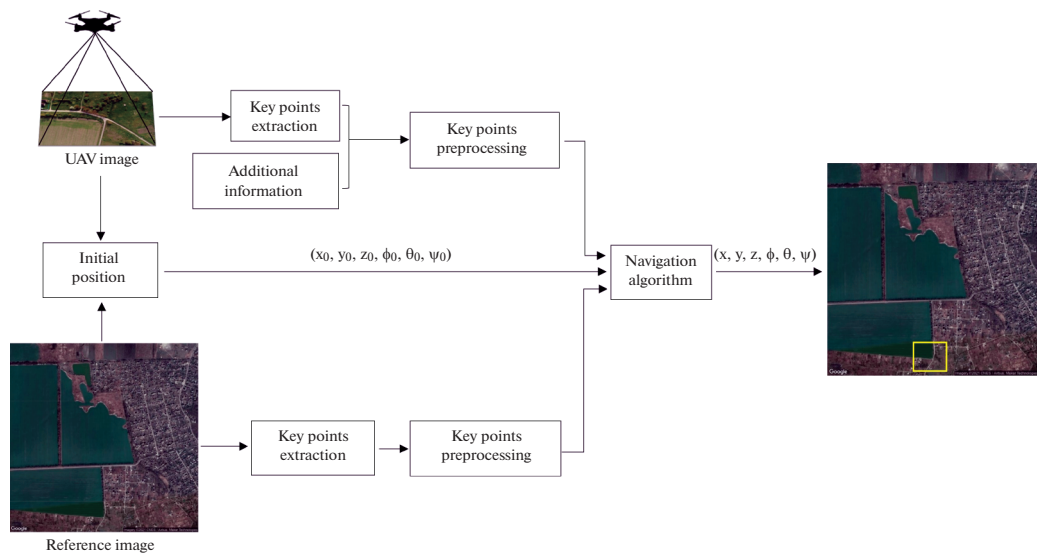 Key points
extraction
UAV image
Additional
information
Key points
preprocessing
Initial
position
(x₀, y₀, z₀, ϕ₀, θ₀, ψ₀)
Navigation
algorithm
(x, y, z, ϕ, θ, ψ)
Google
Google
Key points
extraction
Key points
preprocessing
Reference image